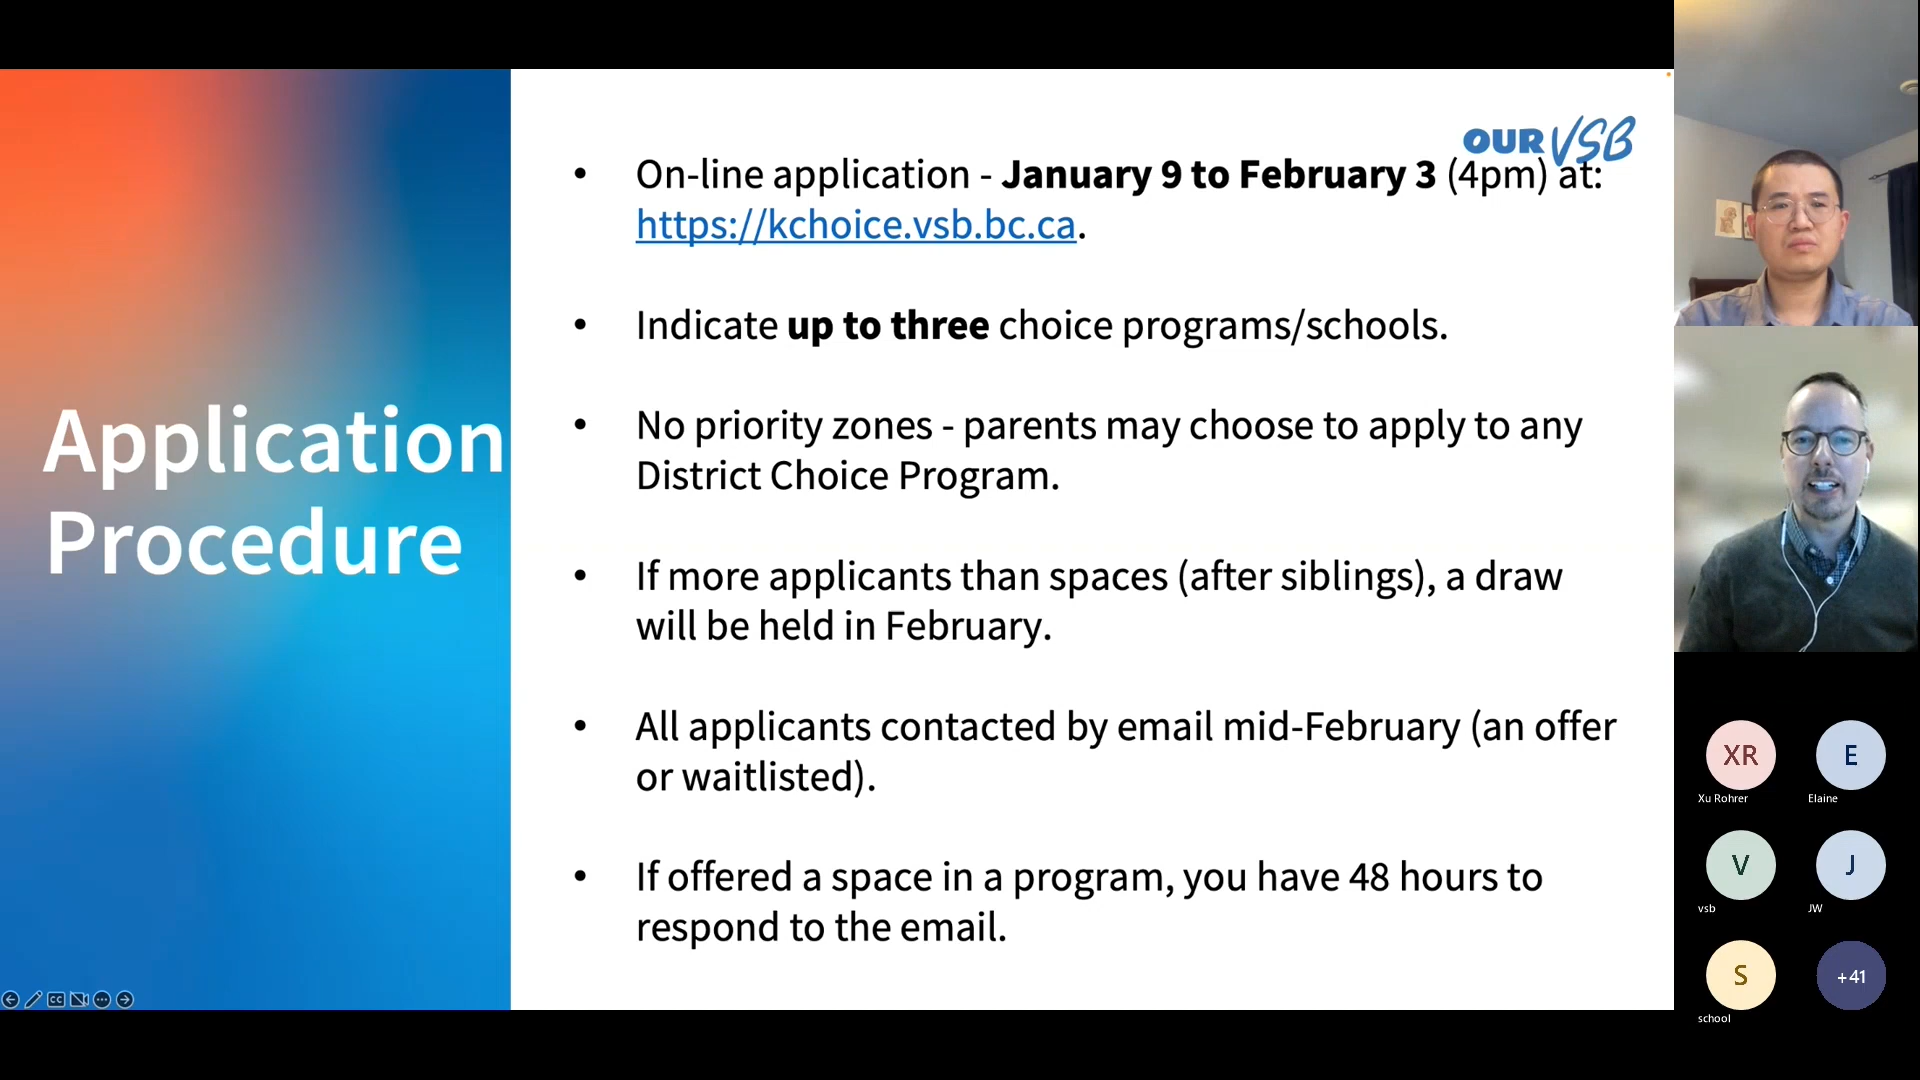 OUR VSB
Application
Procedure
• On-line application - January 9 to February 3 (4pm) at:
https://kchoice.vsb.bc.ca.
• Indicate up to three choice programs/schools.
• No priority zones - parents may choose to apply to any
District Choice Program.
• If more applicants than spaces (after siblings), a draw
will be held in February.
• All applicants contacted by email mid-February (an offer
or waitlisted).
• If offered a space in a program, you have 48 hours to
respond to the email.
CC
XR
Xu Rohrer
E
Elaine
V
vsb
J
JW
S
school
+41